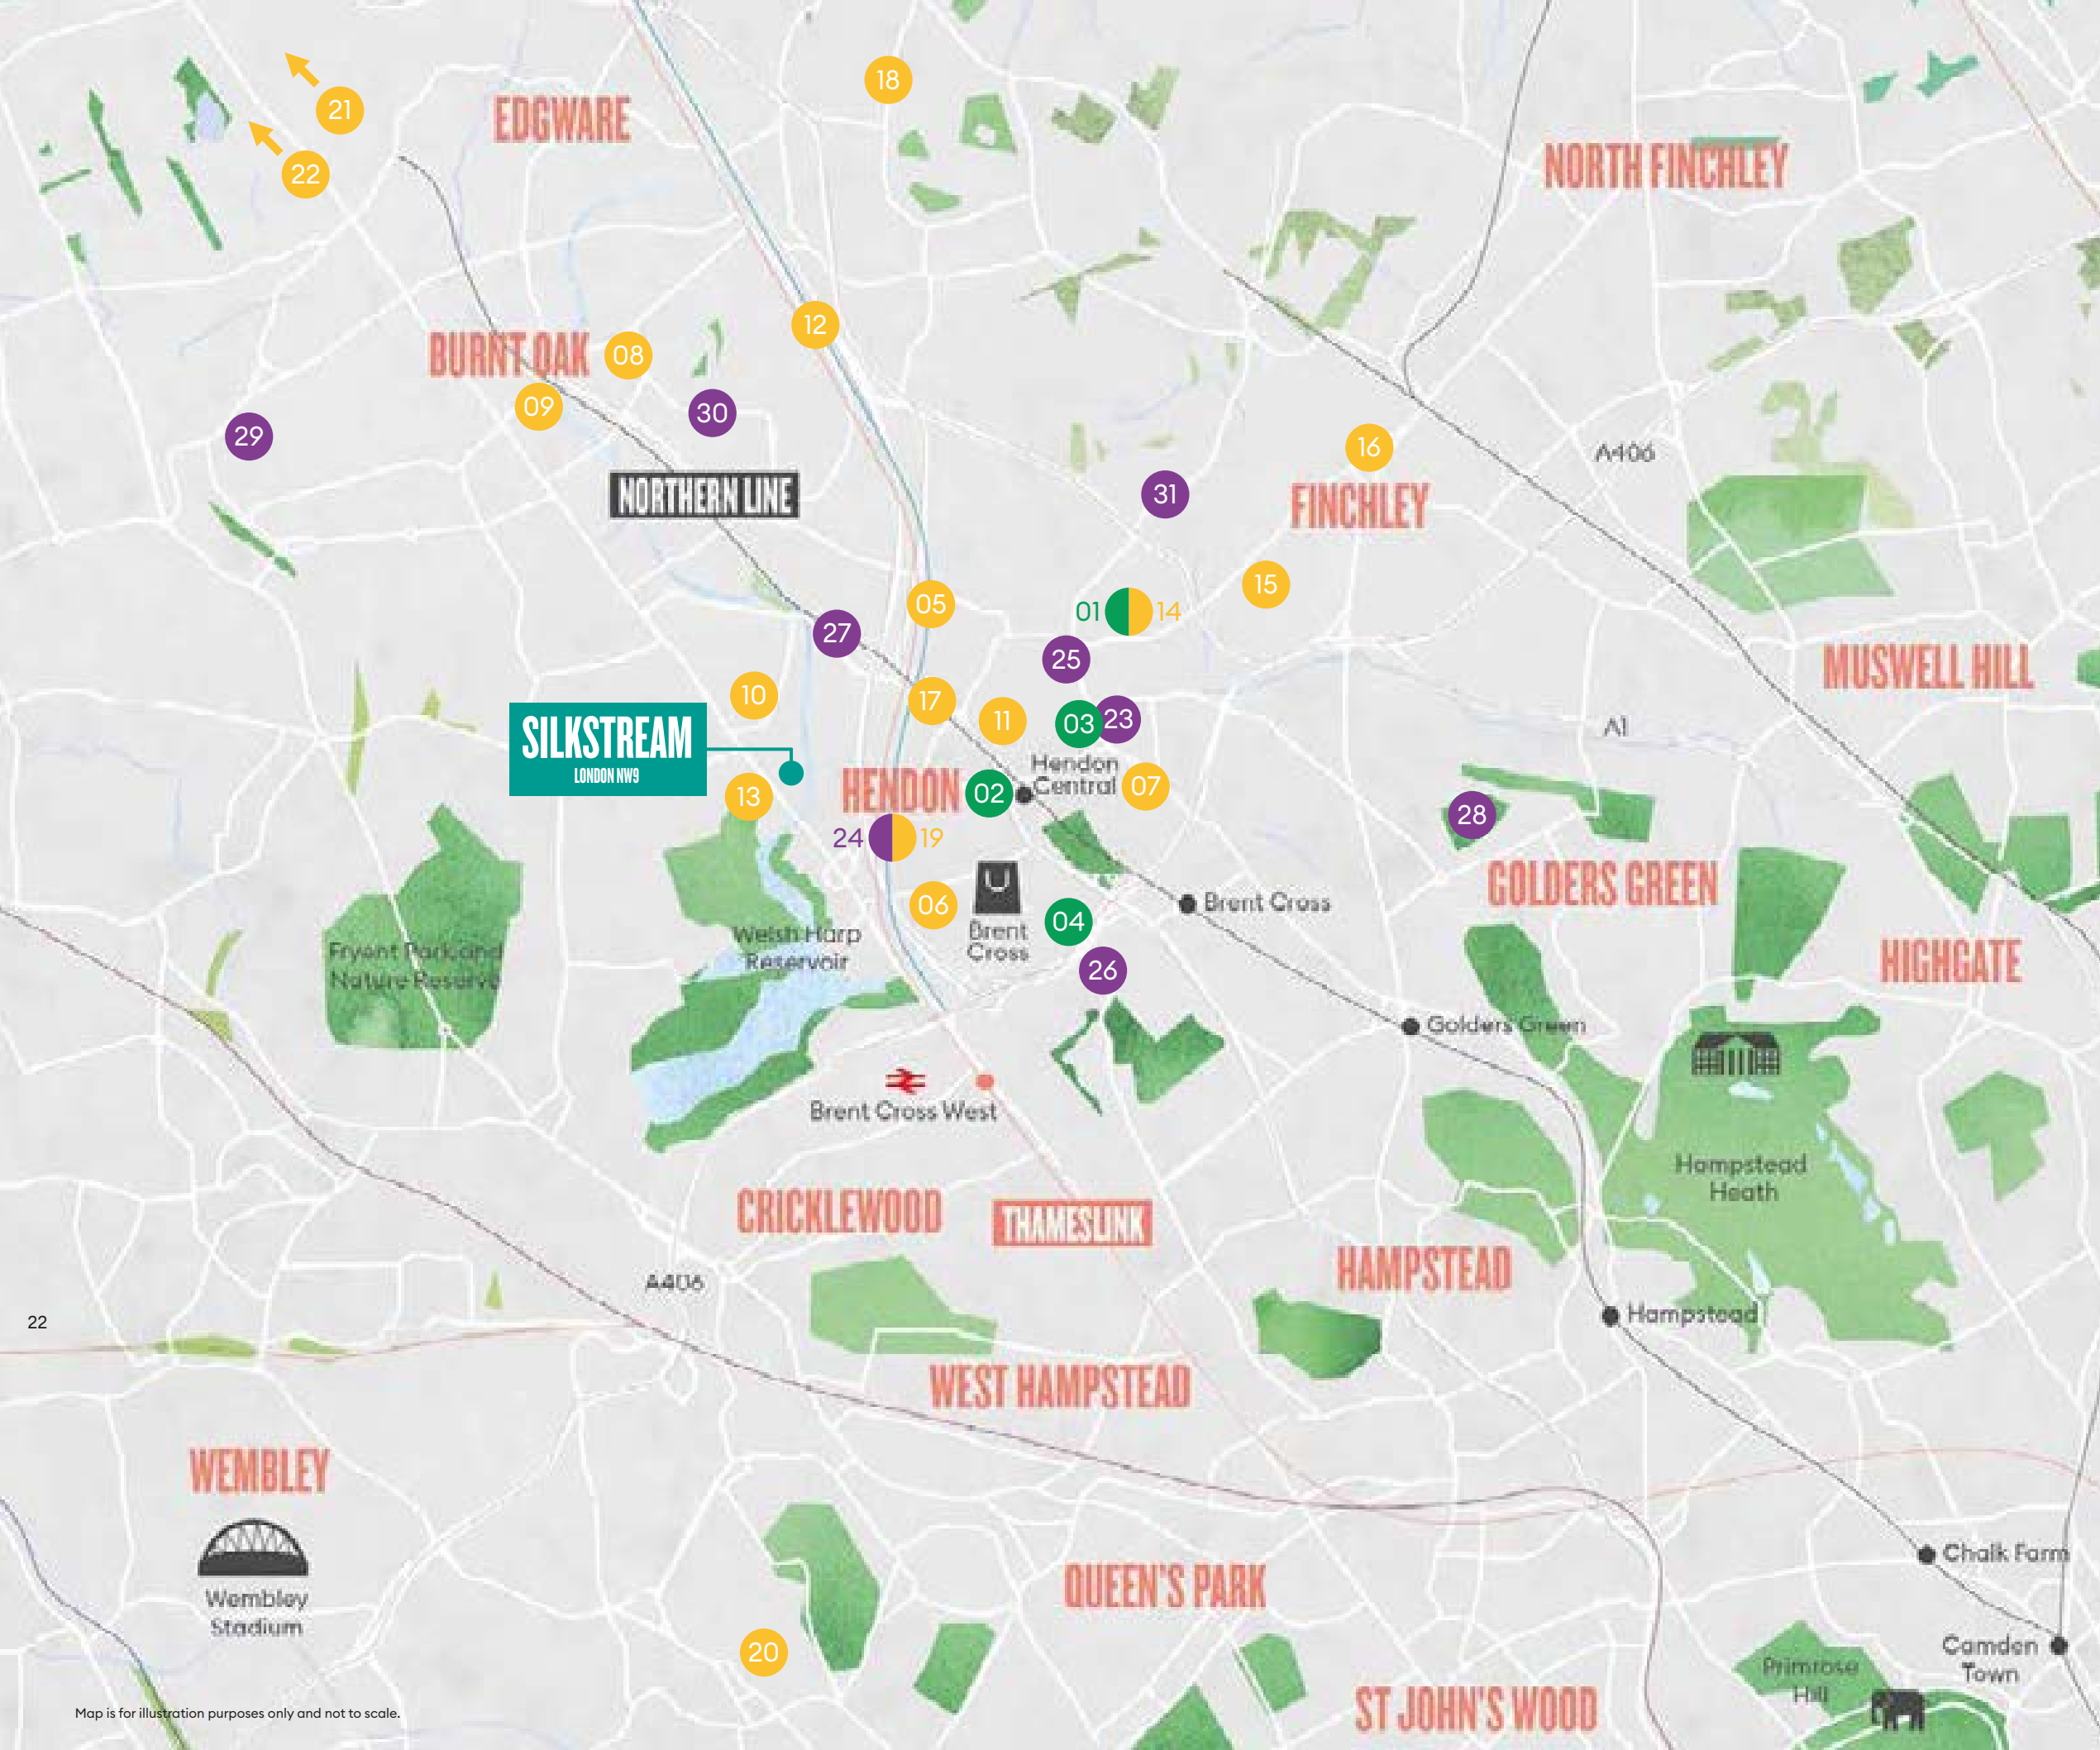 18
21
EDGWARE
NORTH FINCHLEY
22
12
BURNT OAK
08
09
30
29
16
A406
NORTHERN LINE
31
FINCHLEY
15
05
01
14
27
25
MUSWELL HILL
10
17
11
03
23
A1
SILKSTREAM
LONDON NW9
Hendon
Central
07
HENDON
02
13
28
24
19
GOLDERS GREEN
06
Brent Cross
04
Brent
Cross
Welsh Harp
Reservoir
Fryent Park and
Nature Reserve
HIGHGATE
26
Golders Green
Brent Cross West
Hampstead
Heath
CRICKLEWOOD
THAMESLINK
HAMPSTEAD
A406
Hampstead
22
WEST HAMPSTEAD
WEMBLEY
Chalk Farm
QUEEN'S PARK
Wembley
Stadium
20
Camden
Town
Primrose
Hill
ST JOHN'S WOOD
Map is for illustration purposes only and not to scale.